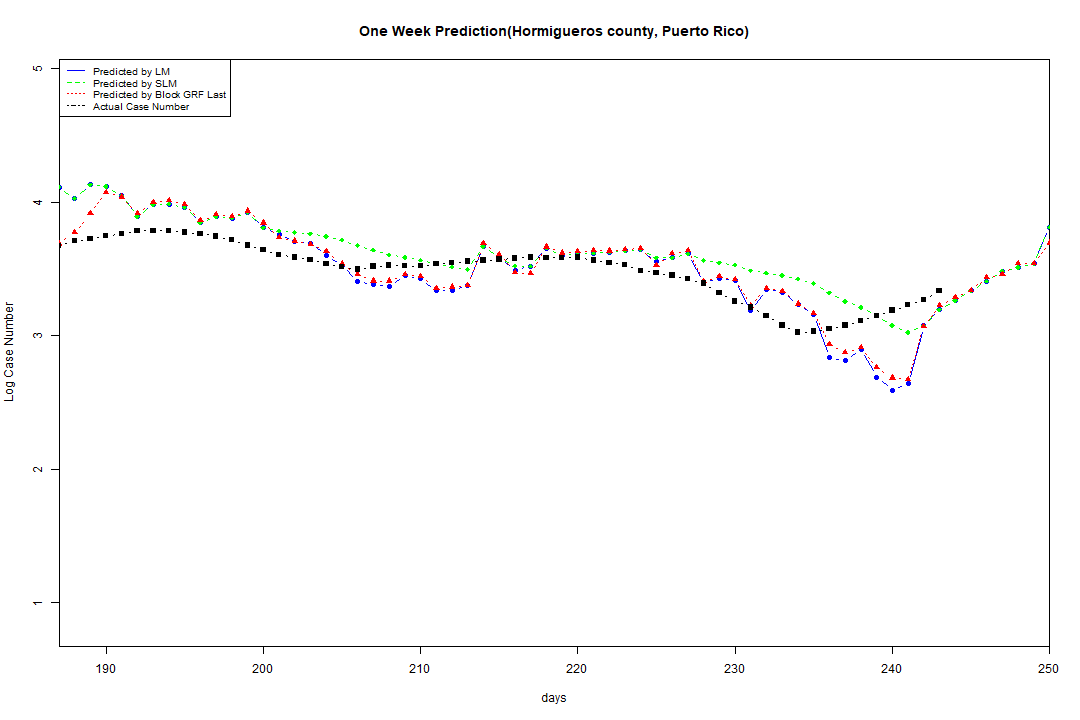 One Week Prediction(Hormigueros county, Puerto Rico)
Predicted by LM
Predicted by SLM
Predicted by Block GRF Last
Actual Case Number
5
4
3
2
1
Log Case Number
190 200 210 220 230 240 250
days